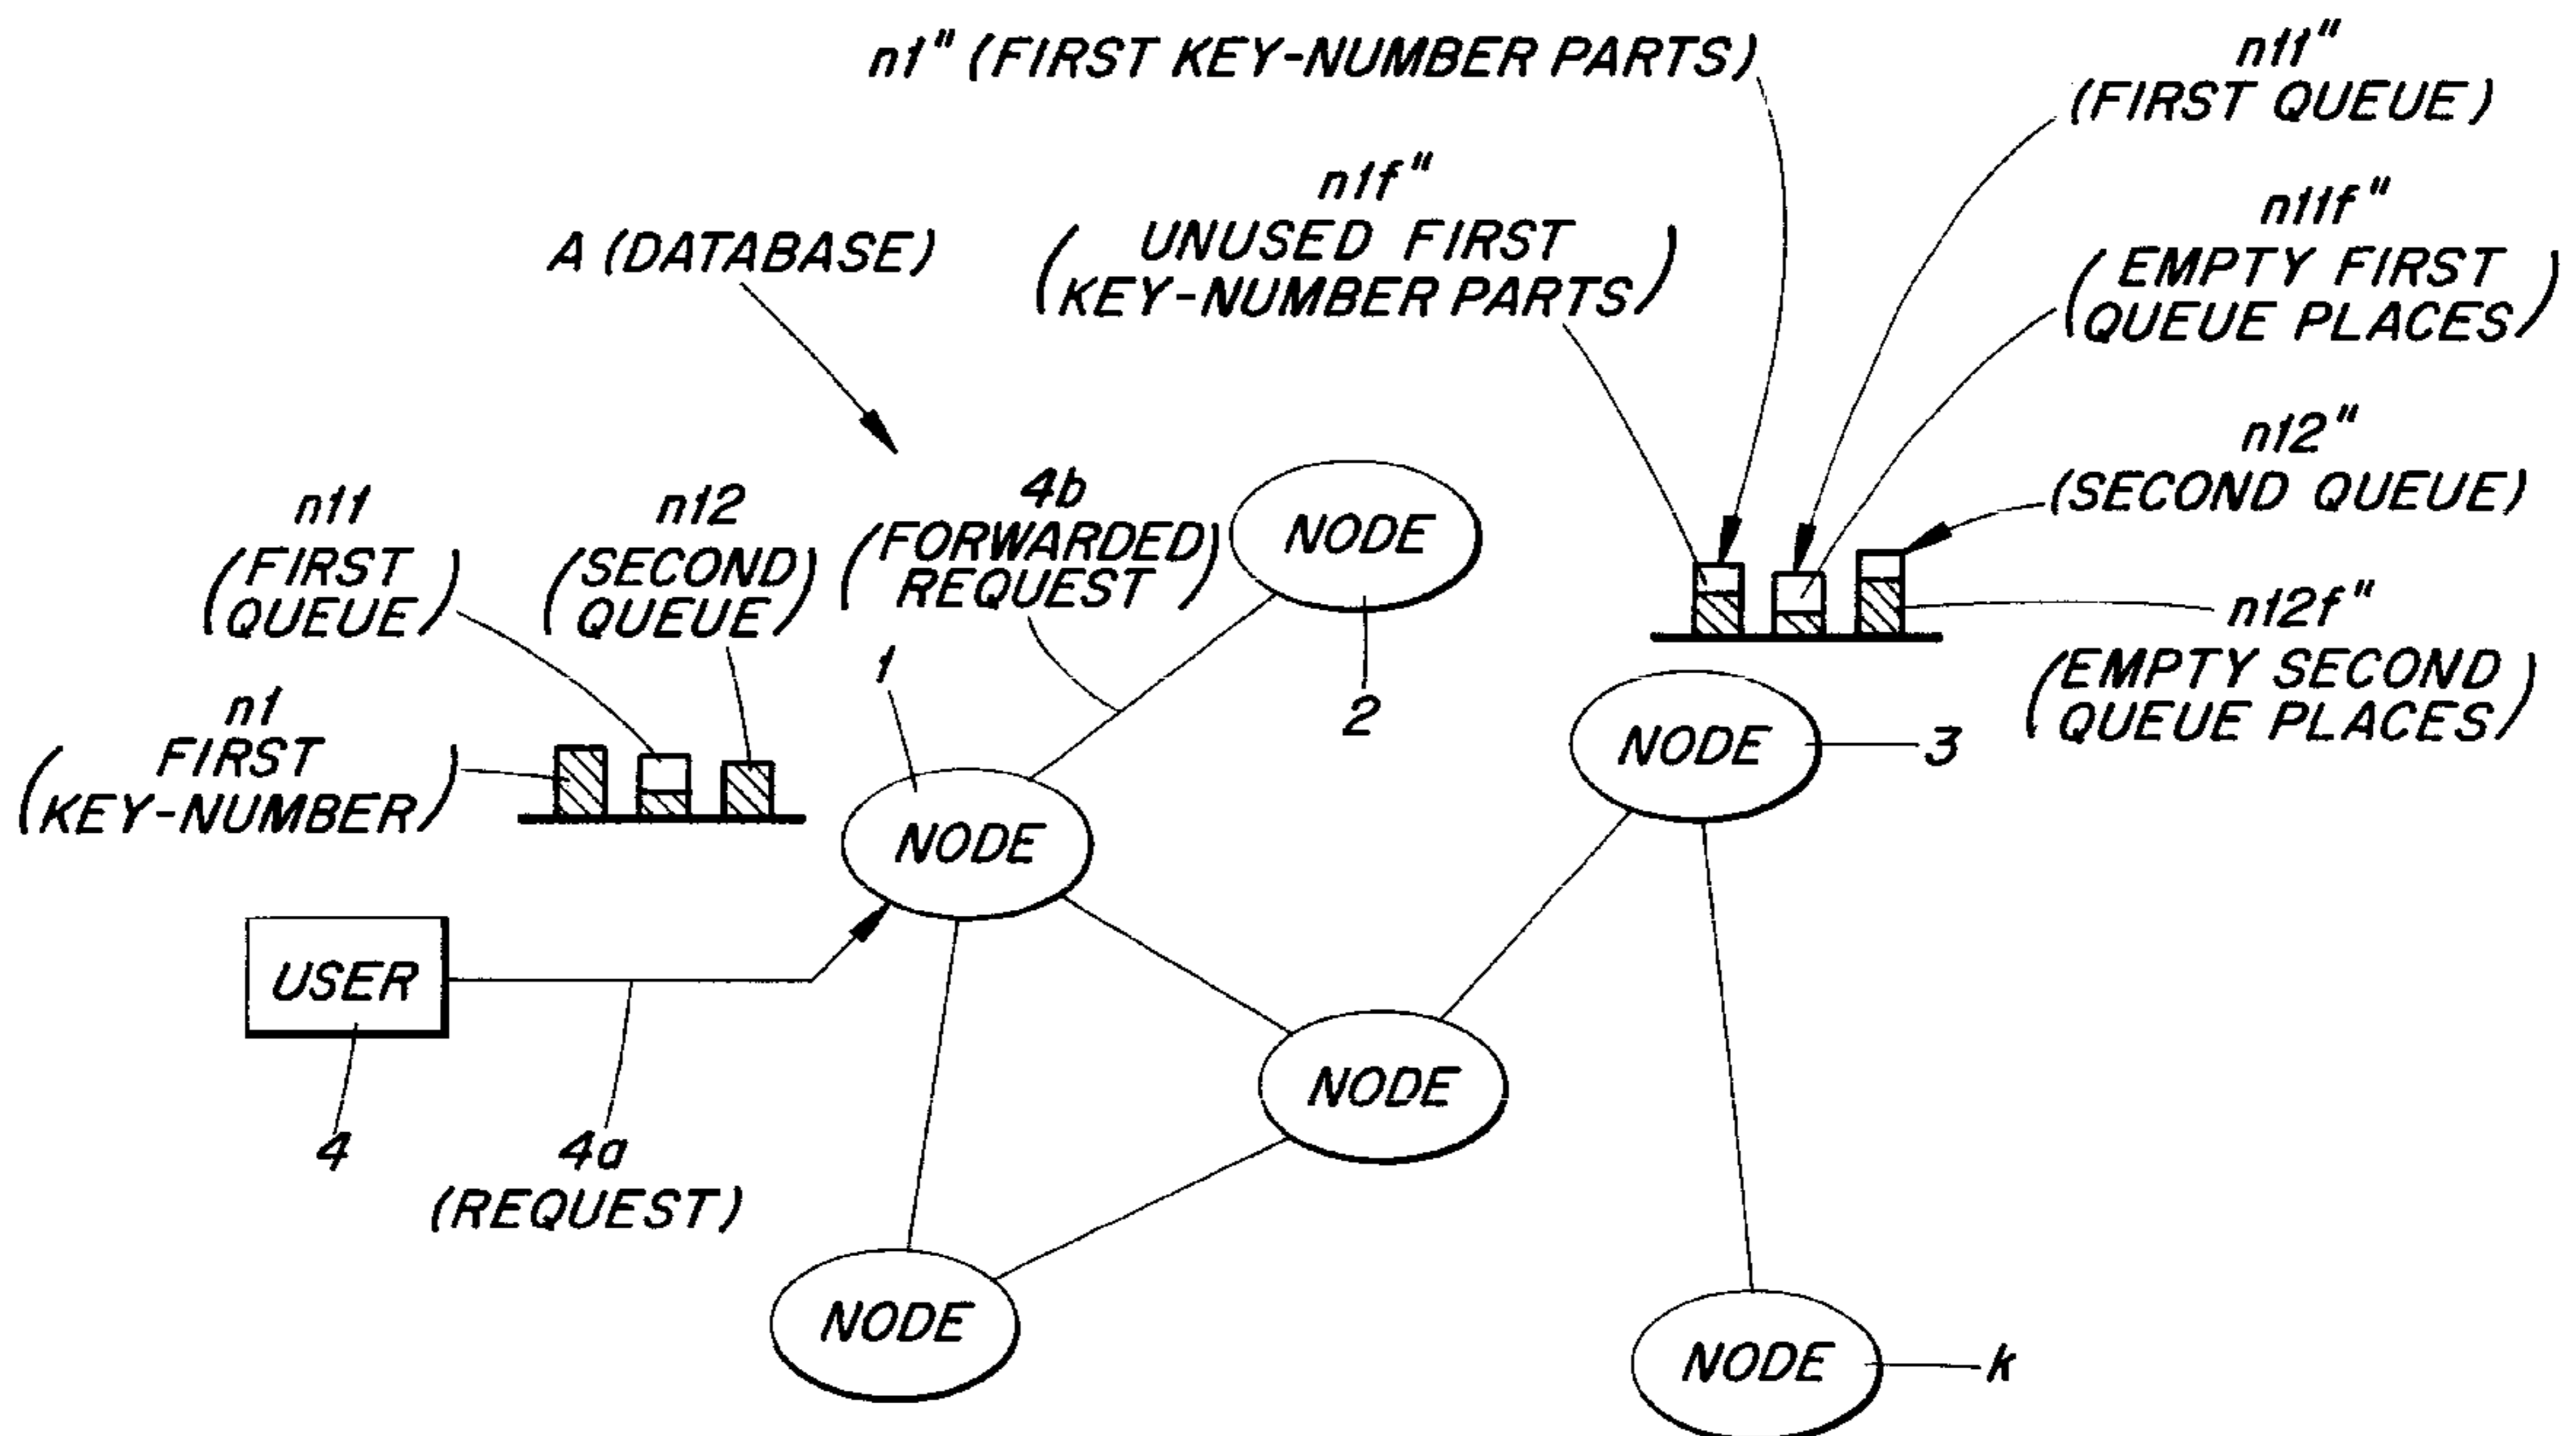 n1" (FIRST KEY-NUMBER PARTS)
n11"
(FIRST QUEUE)
n1f"
(UNUSED FIRST
KEY-NUMBER PARTS)
n11f"
(EMPTY FIRST
QUEUE PLACES)
A (DATABASE)
n12"
(SECOND QUEUE)
n11
(FIRST
QUEUE)
n12
(SECOND
QUEUE)
4b
(FORWARDED
REQUEST)
NODE
2
n12f"
(EMPTY SECOND
QUEUE PLACES)
1
n1
(FIRST
KEY-NUMBER)
NODE
3
NODE
USER
4
4a
(REQUEST)
NODE
NODE
NODE
k